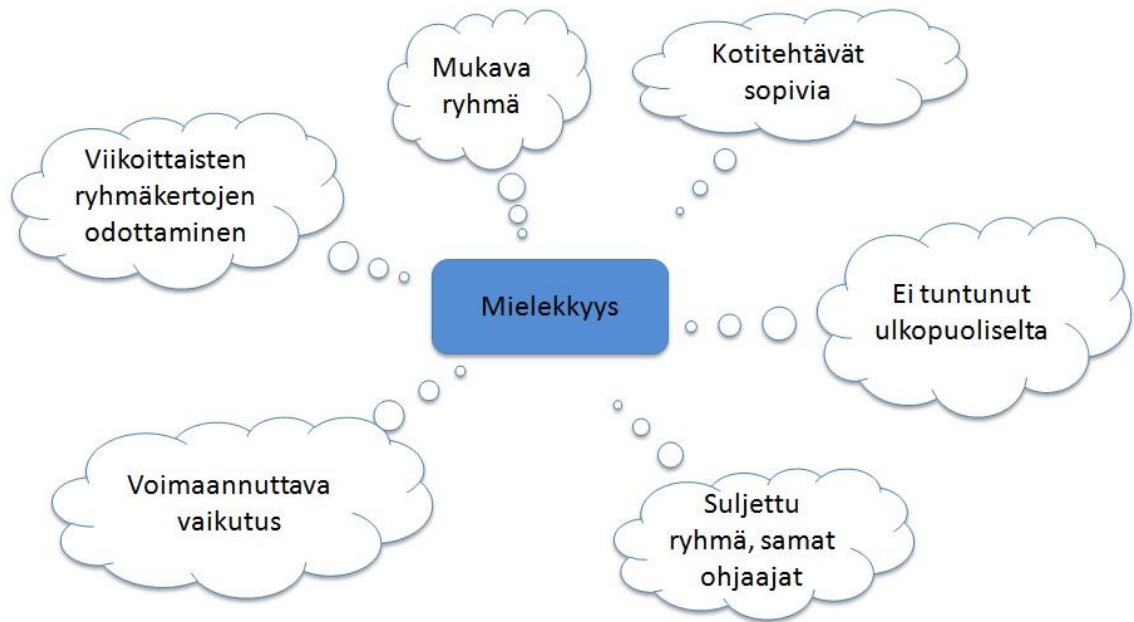 Mukava
ryhmä
Kotitehtävät
sopivia
Viikoittaisten
ryhmäkertojen
odottaminen
Mielekkyys
Ei tuntunut
ulkopuoliselta
Voimaannuttava
vaikutus
Suljettu
ryhmä, samat
ohjaajat